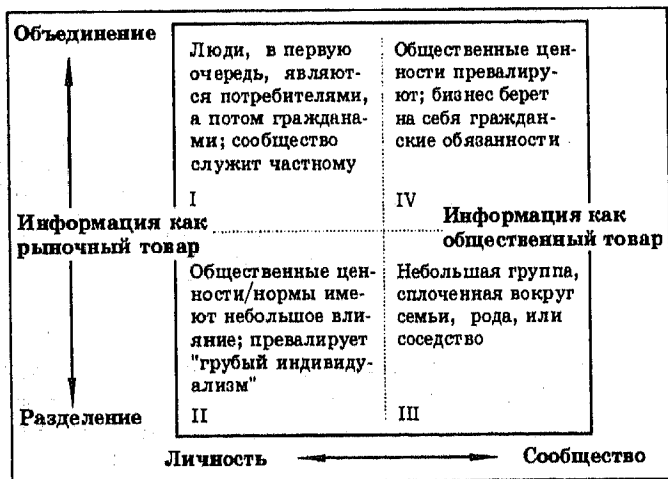 Объединение
Люди, в первую
очередь, являют-
ся потребителями,
а потом граждана-
ми; сообщество
служит частному
I
Общественные цен-
ности превалиру-
ют; бизнес берет
на себя граждан-
ские обязанности
IV
Информация как
рыночный товар
Информация как
общественный товар
Общественные цен-
ности/нормы име-
ют небольшое вли-
яние; превалирует
"грубый индивиду-
ализм"
II
Небольшая группа,
сплоченная вокруг
семьи, рода, или
соседство
III
Разделение
Личность
Сообщество